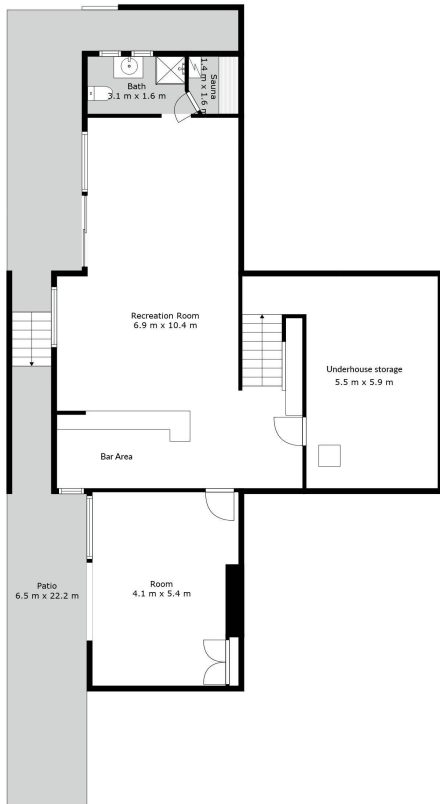 Bath
3.1 m x 1.6 m
Sauna
1.4 m x 1.6 m
Recreation Room
6.9 m x 10.4 m
Underhouse storage
5.5 m x 5.9 m
Bar Area
Patio
6.5 m x 22.2 m
Room
4.1 m x 5.4 m